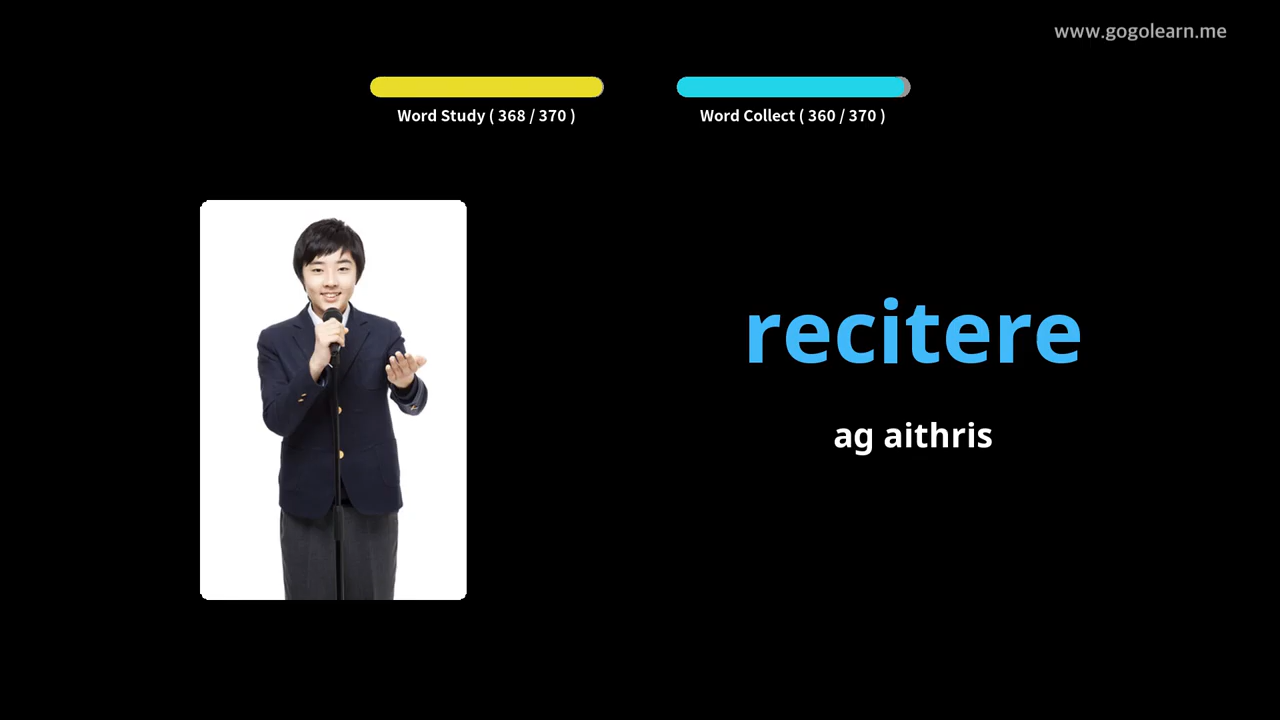 www.gogolearn.me
Word Study ( 368 / 370 )
Word Collect ( 360 / 370 )
recitere
ag aithris